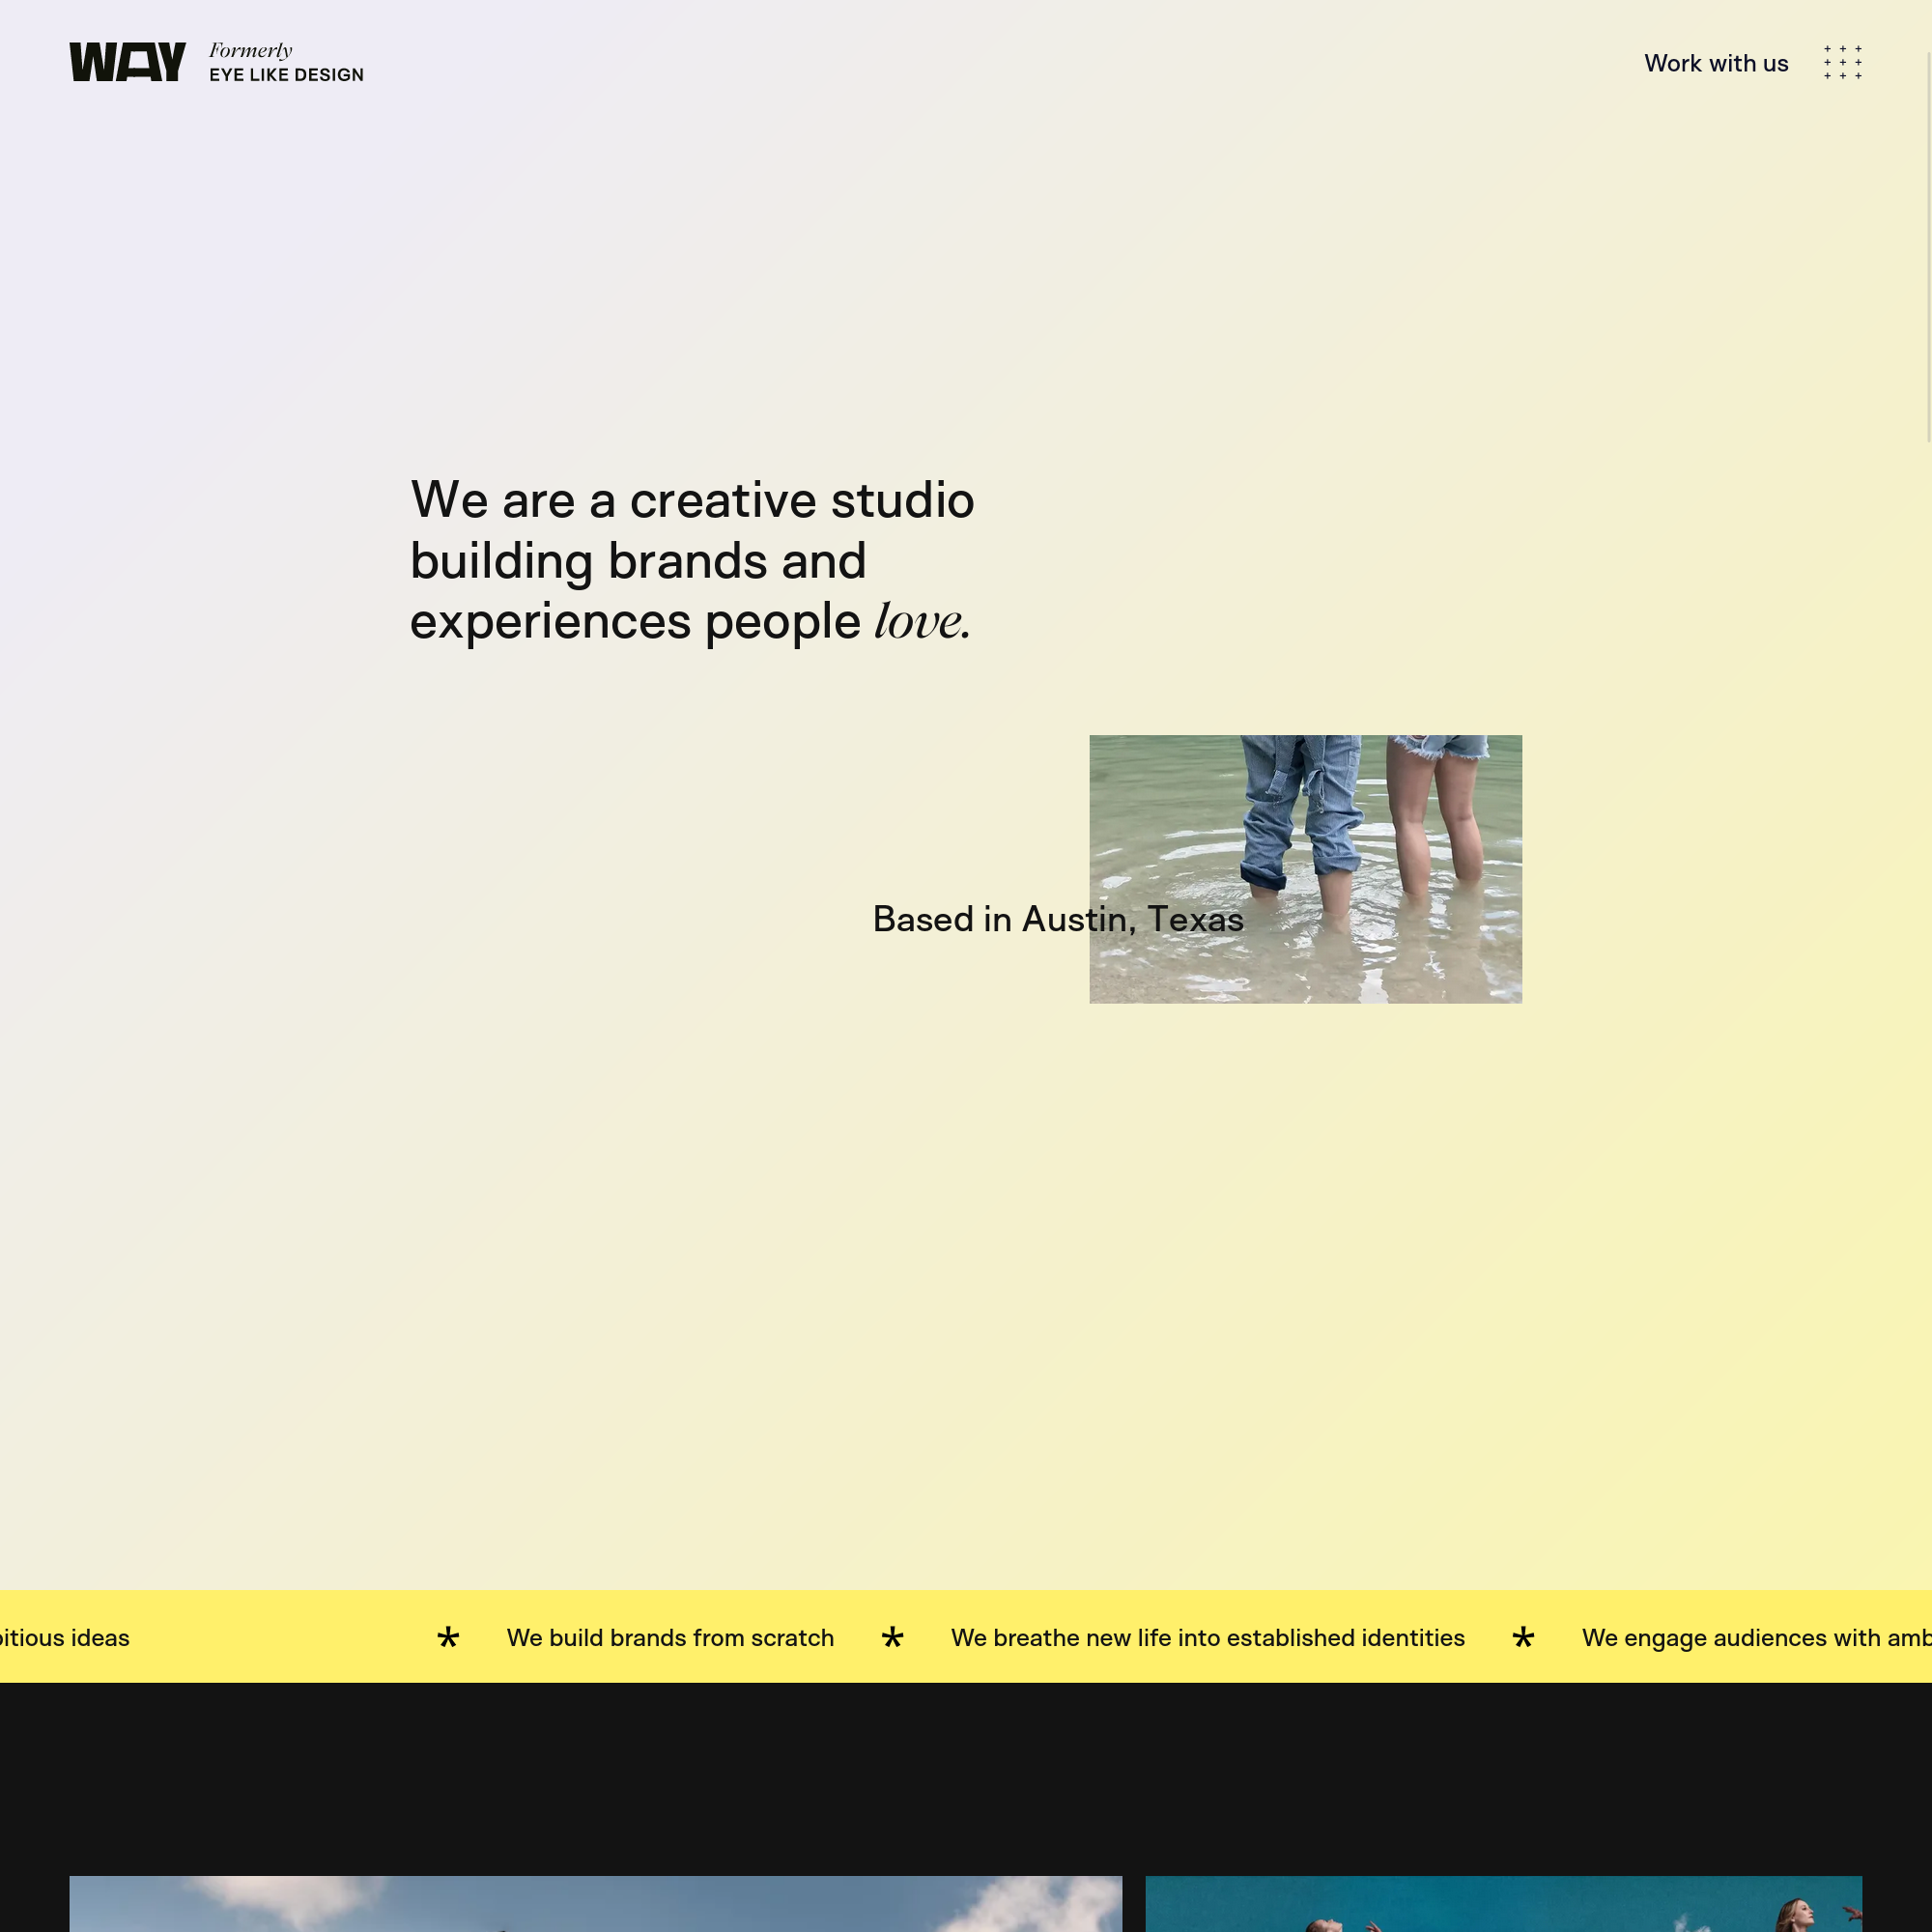 WAY
Formerly
EYE LIKE DESIGN
Work with us
We are a creative studio
building brands and
experiences people love.
Based in Austin, Texas
ideas * We build brands from scratch * We breathe new life into established identities * We engage audiences with